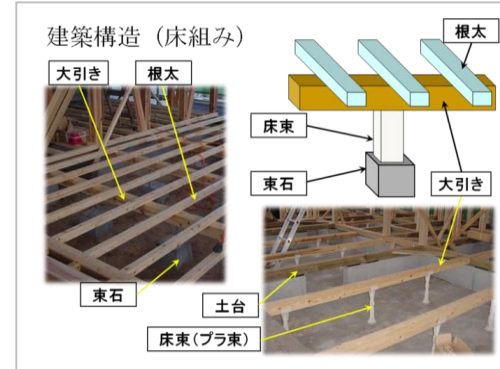 建築構造（床組み）
大引き
根太
根太
床束
束石
大引き
束石
土台
床束(プラ束)